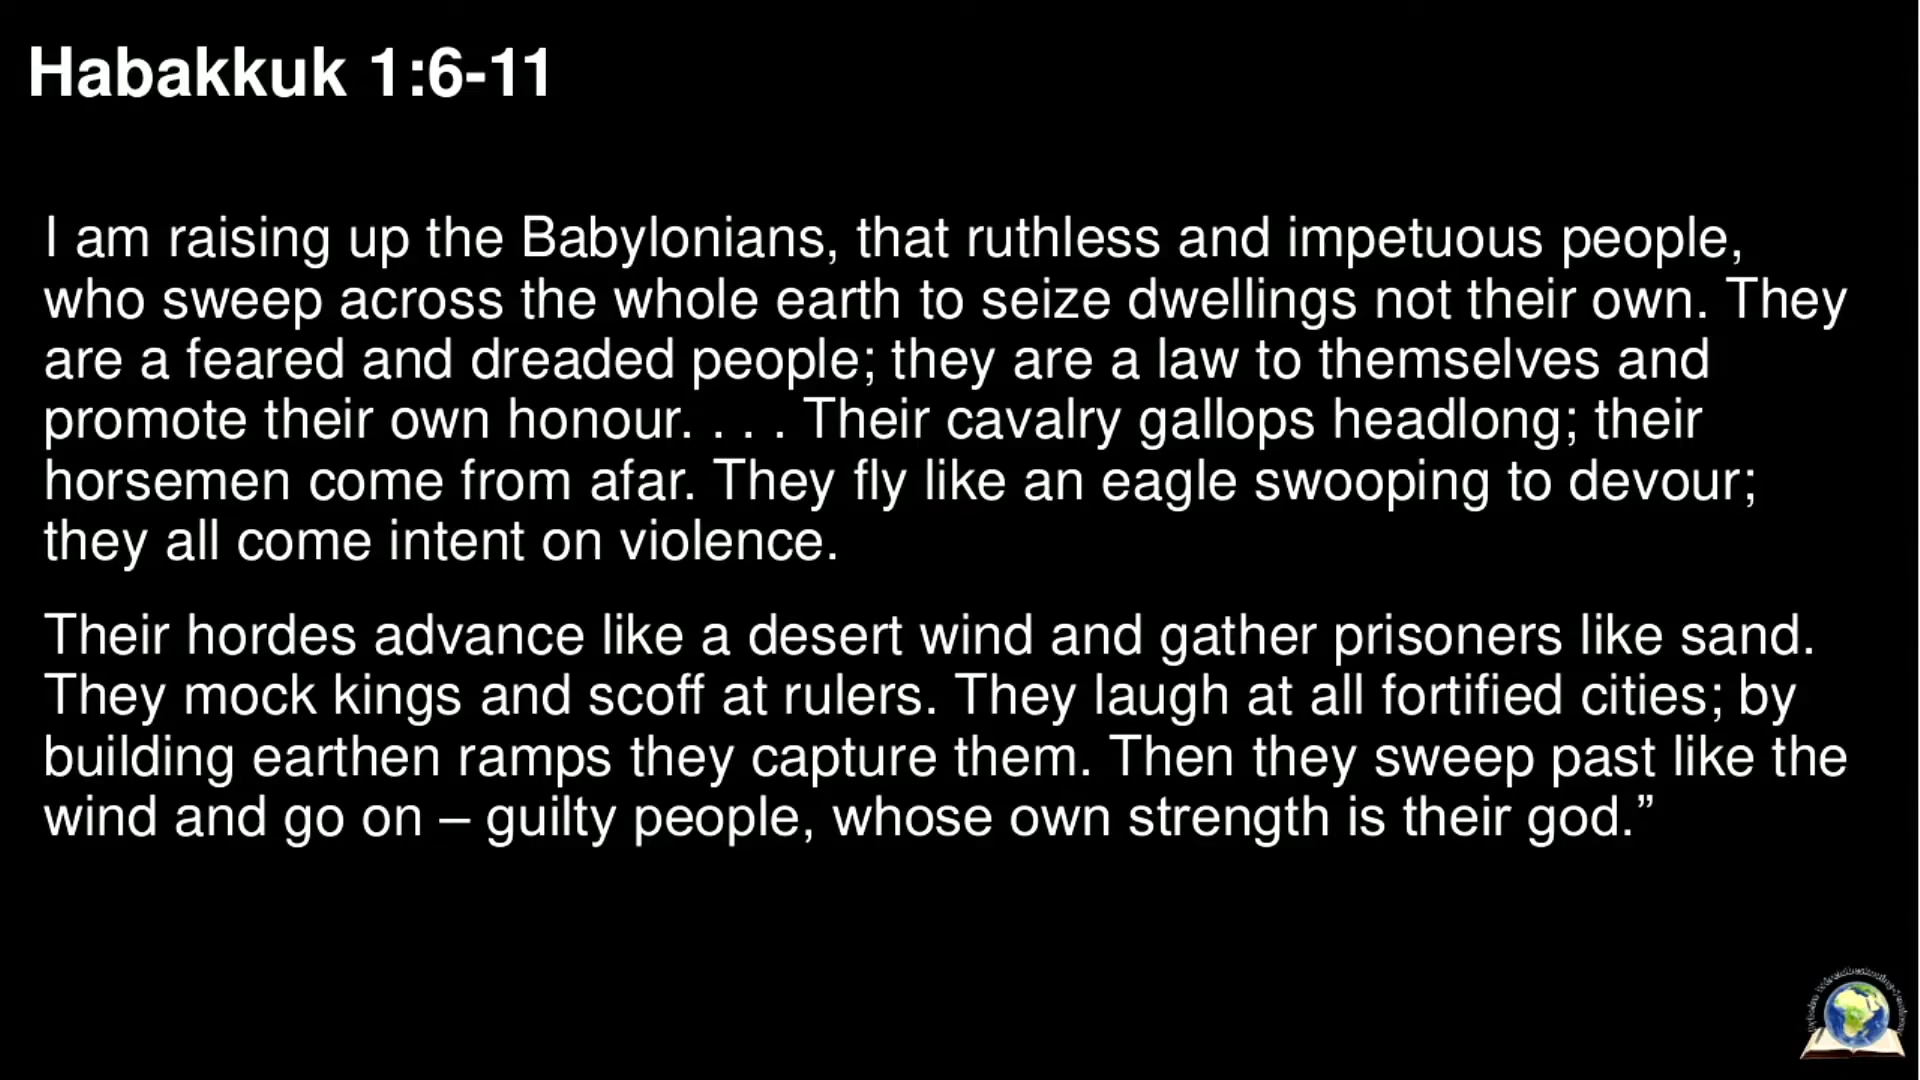 Habakkuk 1:6-11
I am raising up the Babylonians, that ruthless and impetuous people,
who sweep across the whole earth to seize dwellings not their own. They
are a feared and dreaded people; they are a law to themselves and
promote their own honour. . . . Their cavalry gallops headlong; their
horsemen come from afar. They fly like an eagle swooping to devour;
they all come intent on violence.
Their hordes advance like a desert wind and gather prisoners like sand.
They mock kings and scoff at rulers. They laugh at all fortified cities; by
building earthen ramps they capture them. Then they sweep past like the
wind and go on – guilty people, whose own strength is their god.”